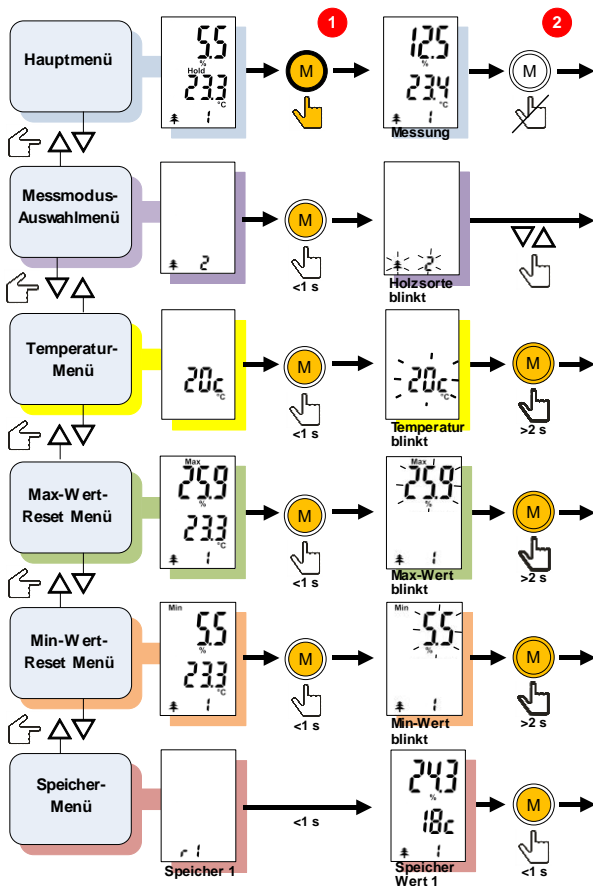 1
2
Hauptmenü
5.5
%
Hold
23.3
°C
1
M
12.5
%
23.4
°C
1
Messung
M
Messmodus-
Auswahlmenü
2
M
<1 s
2
Holzsorte
blinkt
Temperatur-
Menü
20c
°C
M
<1 s
20c
°C
Temperatur
blinkt
M
>2 s
Max-Wert-
Reset Menü
Max
25.9
%
23.3
°C
1
M
<1 s
Max
25.9
%
1
Max-Wert
blinkt
M
>2 s
Min-Wert-
Reset Menü
Min
5.5
%
23.3
°C
1
M
<1 s
Min
5.5
%
1
Min-Wert
blinkt
M
>2 s
Speicher-
Menü
r1
Speicher 1
<1 s
24.3
%
18c
1
Speicher
Wert 1
M
<1 s